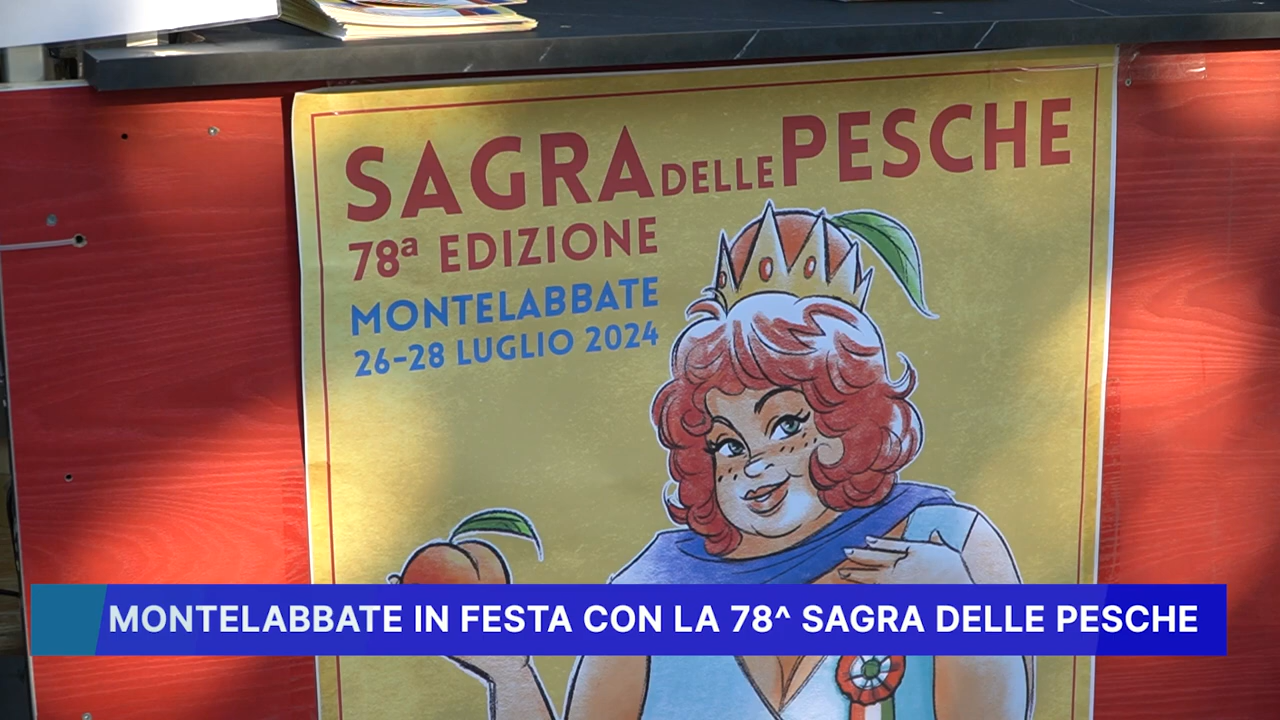 SAGRA DELLE PESCHE
78ª EDIZIONE
MONTELABBATE
26-28 LUGLIO 2024
MONTELABBATE IN FESTA CON LA 78^ SAGRA DELLE PESCHE